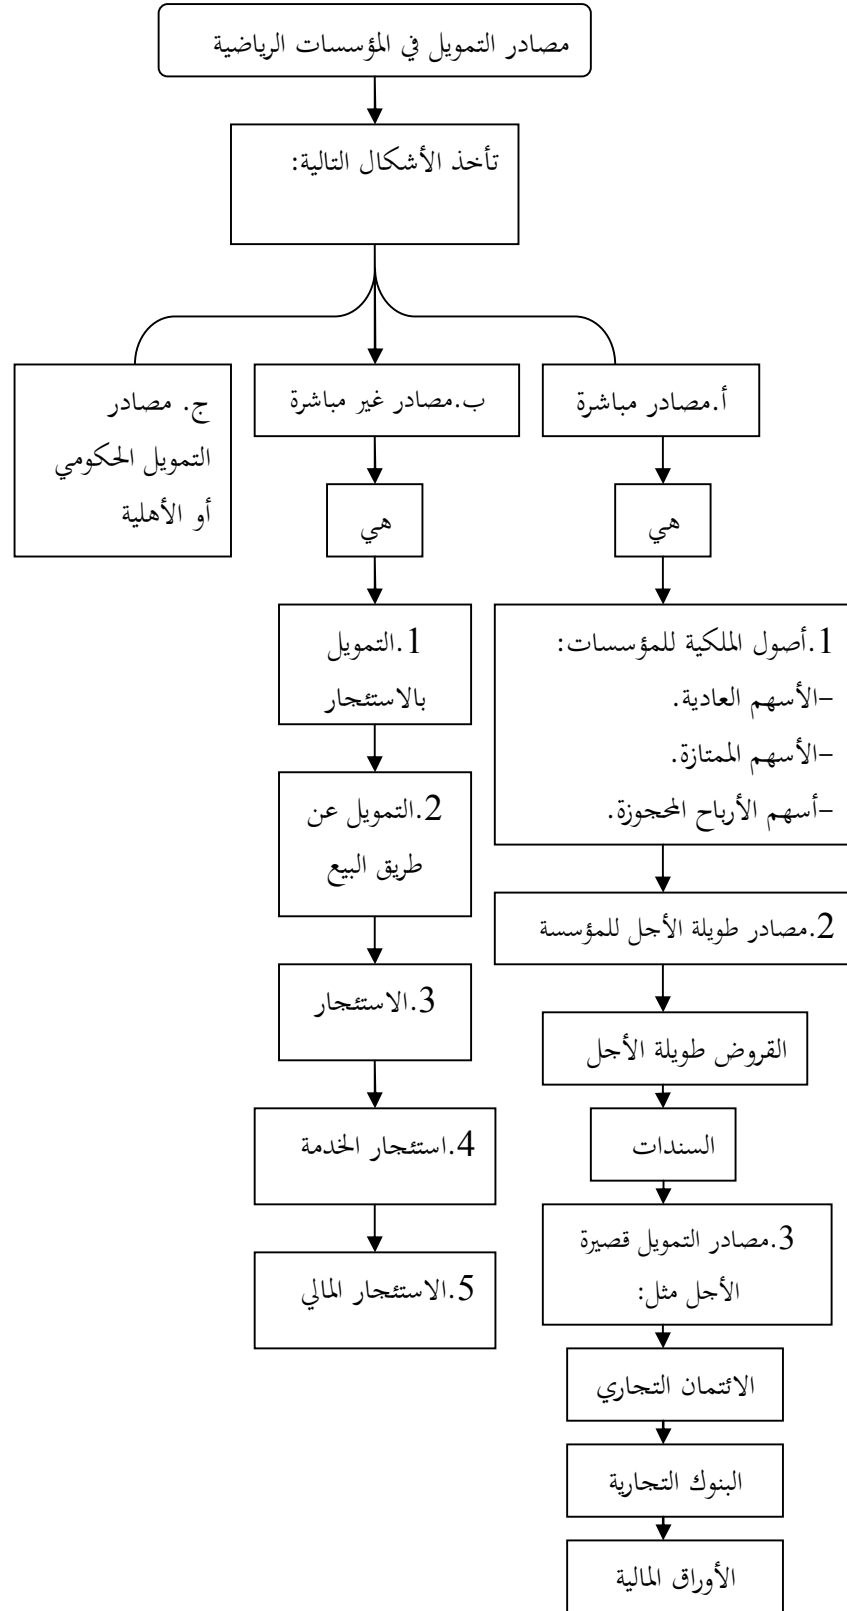 مصادر التمويل في المؤسسات الرياضية
تأخذ الأشكال التالية:
أ.مصادر مباشرة
هي
1.أصول الملكية للمؤسسات:
-الأسهم العادية.
-الأسهم الممتازة.
-أسهم الأرباح المحجوزة.
2.مصادر طويلة الأجل للمؤسسة
القروض طويلة الأجل
السندات
3.مصادر التمويل قصيرة
الأجل مثل:
الائتمان التجاري
البنوك التجارية
الأوراق المالية
ب.مصادر غير مباشرة
هي
1.التمويل
بالاستئجار
2.التمويل عن
طريق البيع
3.الاستئجار
4.استئجار الخدمة
5.الاستئجار المالي
ج. مصادر
التمويل الحكومي
أو الأهلية